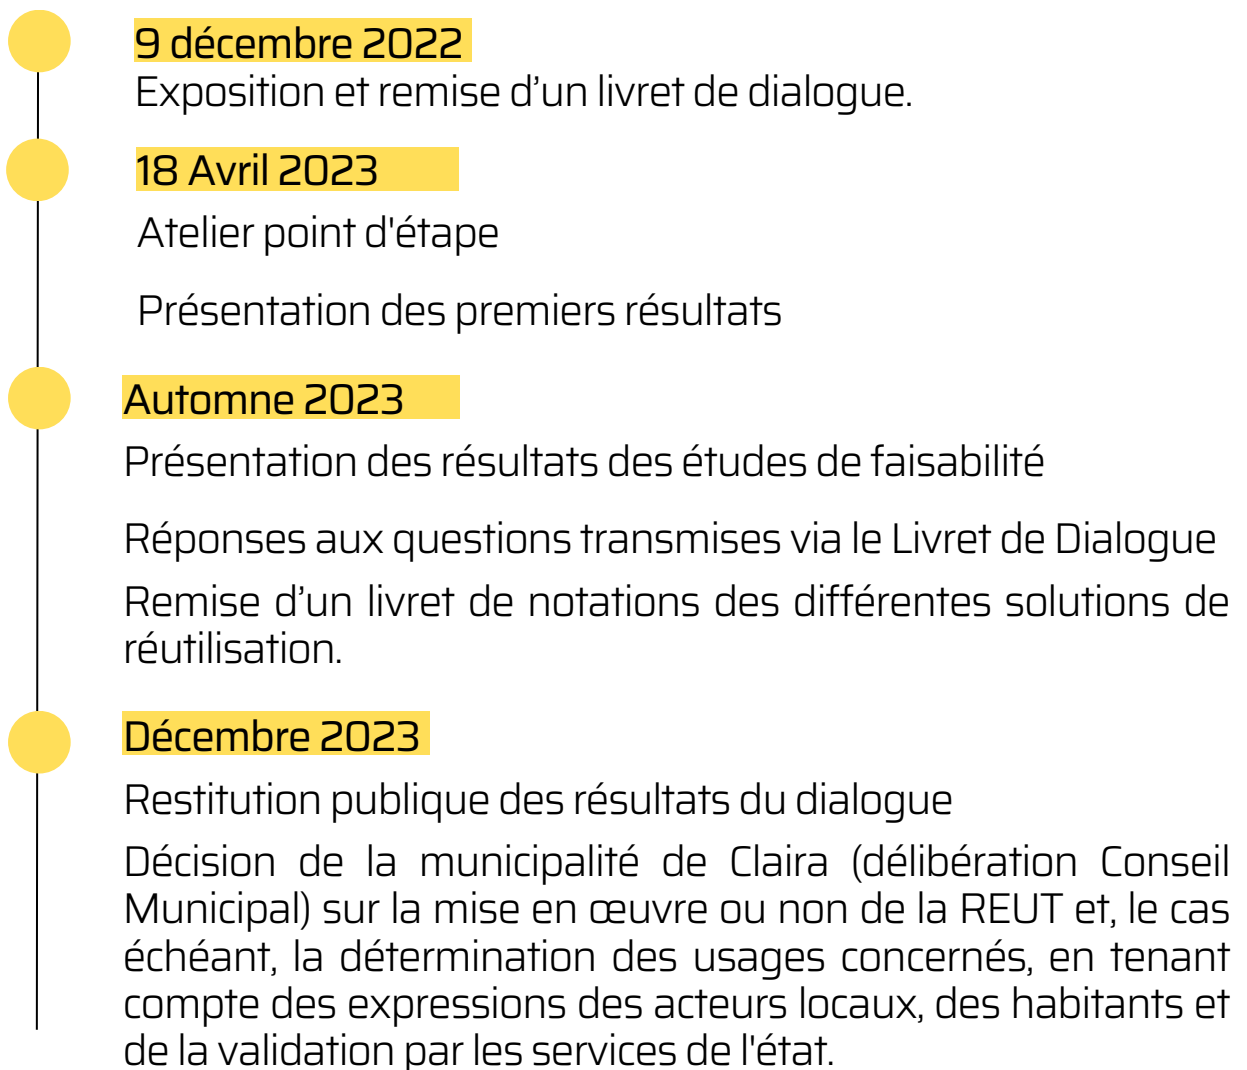 9 décembre 2022
Exposition et remise d’un livret de dialogue.
18 Avril 2023
Atelier point d'étape
Présentation des premiers résultats
Automne 2023
Présentation des résultats des études de faisabilité
Réponses aux questions transmises via le Livret de Dialogue
Remise d’un livret de notations des différentes solutions de
réutilisation.
Décembre 2023
Restitution publique des résultats du dialogue
Décision de la municipalité de Claira (délibération Conseil
Municipal) sur la mise en œuvre ou non de la REUT et, le cas
échéant, la détermination des usages concernés, en tenant
compte des expressions des acteurs locaux, des habitants et
de la validation par les services de l'état.